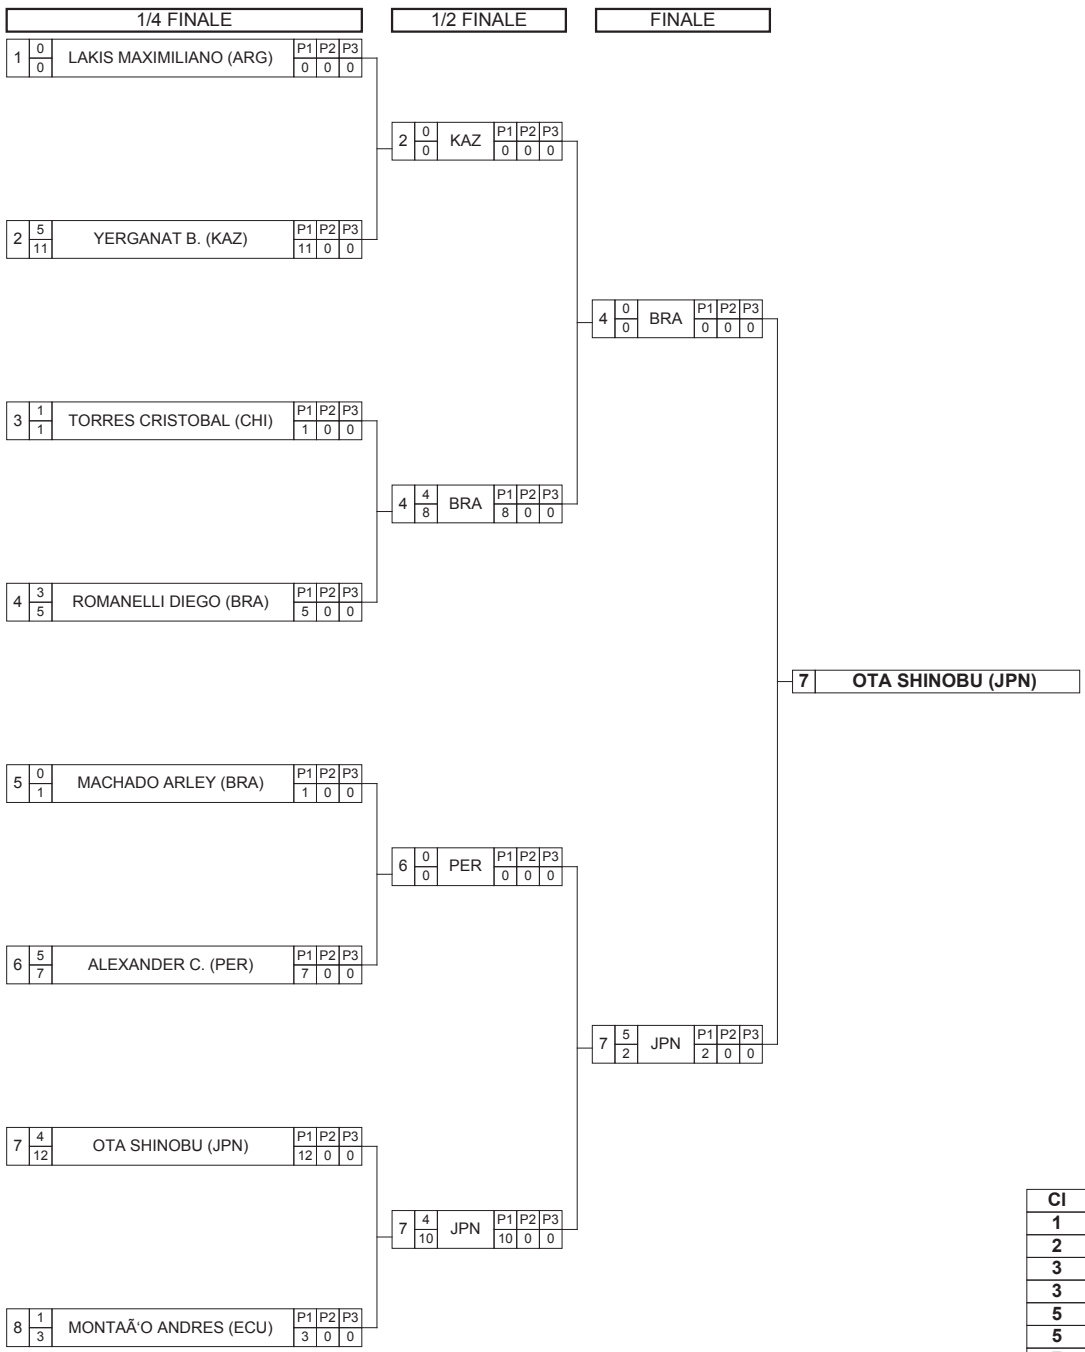 1/4 FINALE 1/2 FINALE FINALE
1 0 0 LAKIS MAXIMILIANO (ARG) P1 P2 P3 0 0 0
2 0 0 KAZ P1 P2 P3 0 0 0
2 5 11 YERGANAT B. (KAZ) P1 P2 P3 11 0 0
4 0 0 BRA P1 P2 P3 0 0 0
3 1 1 TORRES CRISTOBAL (CHI) P1 P2 P3 1 0 0
4 4 8 BRA P1 P2 P3 8 0 0
4 3 5 ROMANELLI DIEGO (BRA) P1 P2 P3 5 0 0
7 OTA SHINOBU (JPN)
5 0 1 MACHADO ARLEY (BRA) P1 P2 P3 1 0 0
6 0 0 PER P1 P2 P3 0 0 0
6 5 7 ALEXANDER C. (PER) P1 P2 P3 7 0 0
7 5 2 JPN P1 P2 P3 2 0 0
7 4 12 OTA SHINOBU (JPN) P1 P2 P3 12 0 0
7 4 10 JPN P1 P2 P3 10 0 0
8 1 3 MONTAÃ‘O ANDRES (ECU) P1 P2 P3 3 0 0
Cl
1
2
3
3
5
5